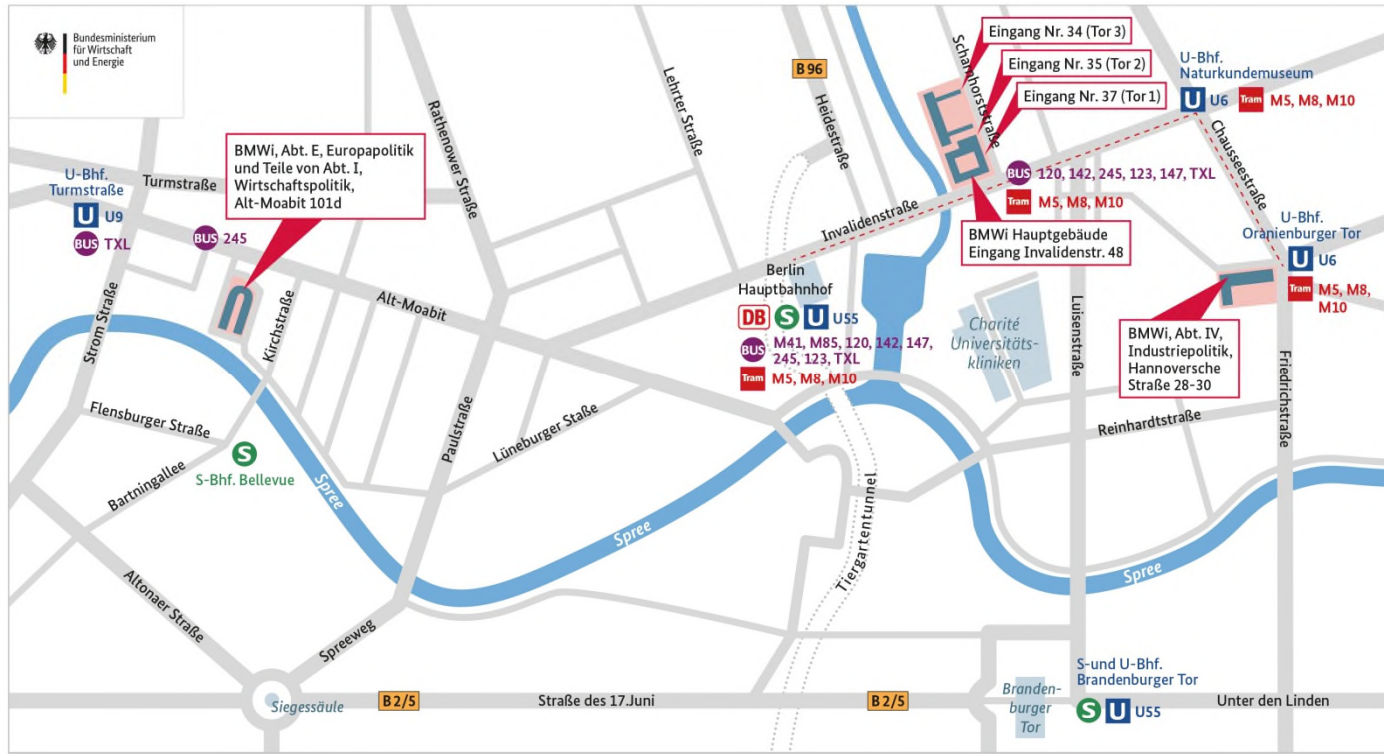 Bundesministerium
für Wirtschaft
und Energie
Eingang Nr. 34 (Tor 3)
Eingang Nr. 35 (Tor 2)
Eingang Nr. 37 (Tor 1)
Scharnhorststraße
B 96
Heidestraße
Lehrter Straße
Rathenower Straße
U-Bhf.
Naturkundemuseum
U U6 Tram M5, M8, M10
Chausseestraße
BMWi, Abt. E, Europapolitik
und Teile von Abt. I,
Wirtschaftspolitik,
Alt-Moabit 101d
U-Bhf.
Turmstraße
U U9
BUS TXL
Turmstraße
BUS 245
BUS 120, 142, 245, 123, 147, TXL
Tram M5, M8, M10
Invalidenstraße
BMWi Hauptgebäude
Eingang Invalidenstr. 48
U-Bhf.
Oranienburger Tor
U U6
Tram M5, M8,
M10
Berlin
Hauptbahnhof
DB S U U55
BUS M41, M85, 120, 142, 147,
245, 123, TXL
Tram M5, M8, M10
Alt-Moabit
Strom Straße
Kirchstraße
Charité
Universitäts-
kliniken
Luisenstraße
BMWi, Abt. IV,
Industriepolitik,
Hannoversche
Straße 28-30
Friedrichstraße
Reinhardtstraße
Flensburger Straße
Paulstraße
Lüneburger Staße
S
S-Bhf. Bellevue
Bartningallee
Spree
Spree
Tiergartentunnel
Spree
Altonaer Straße
Spreeweg
Siegessäule
B 2/5
Straße des 17.Juni
B 2/5
Branden-
burger
Tor
S-und U-Bhf.
Brandenburger Tor
S U U55
Unter den Linden